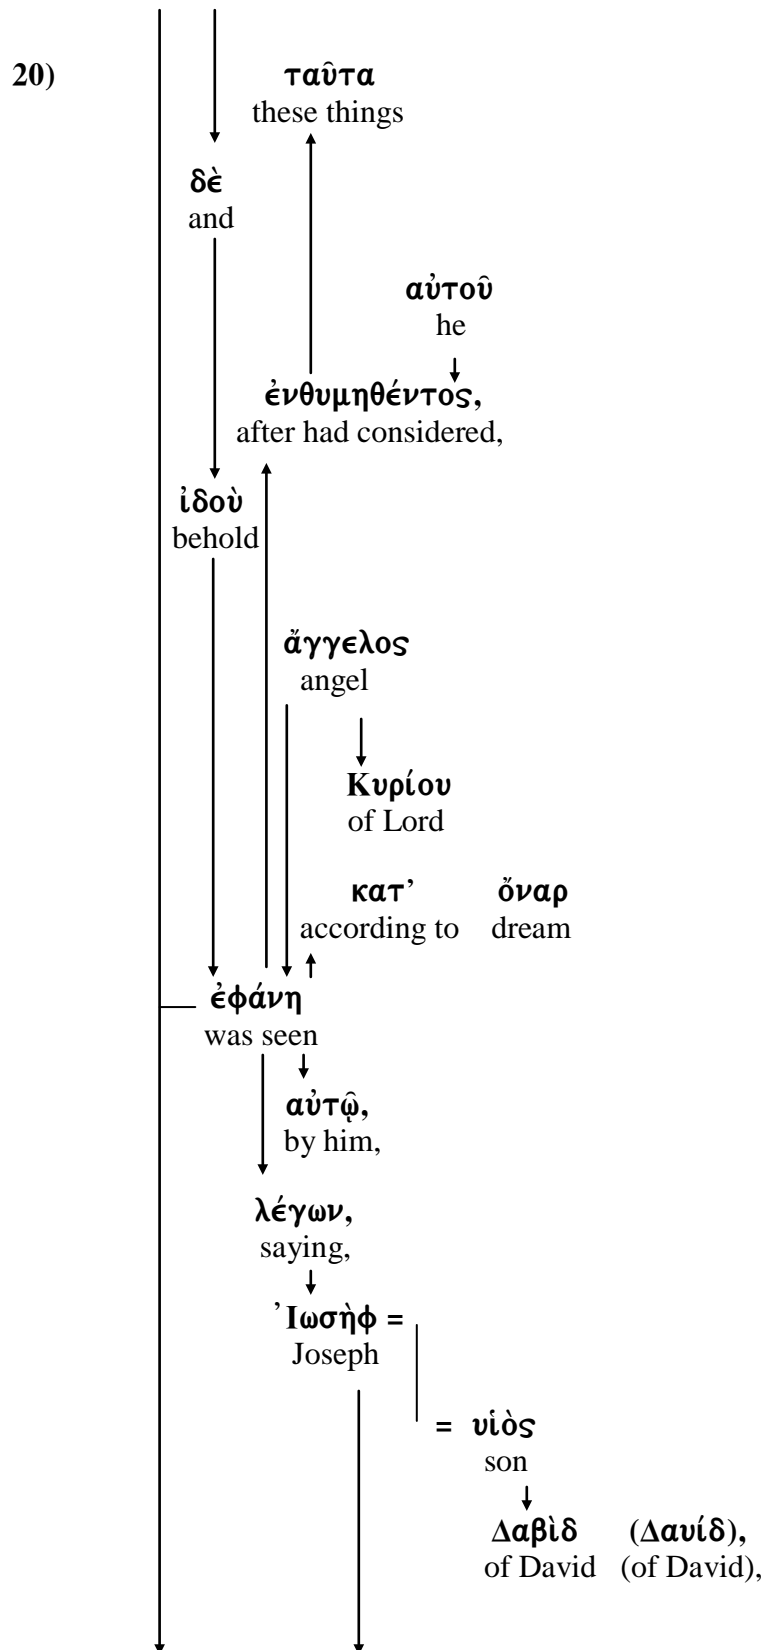 20) ταῦτα
these things
δὲ
and
αὐτοῦ
he
ἐνθυμηθέντος,
after had considered,
ἰδοὺ
behold
ἄγγελος
angel
Κυρίου
of Lord
κατ’ ὄναρ
according to dream
ἐφάνη
was seen
αὐτῷ,
by him,
λέγων,
saying,
Ἰωσὴφ =
Joseph
= υἱὸς
son
Δαβὶδ (Δαυίδ),
of David (of David),